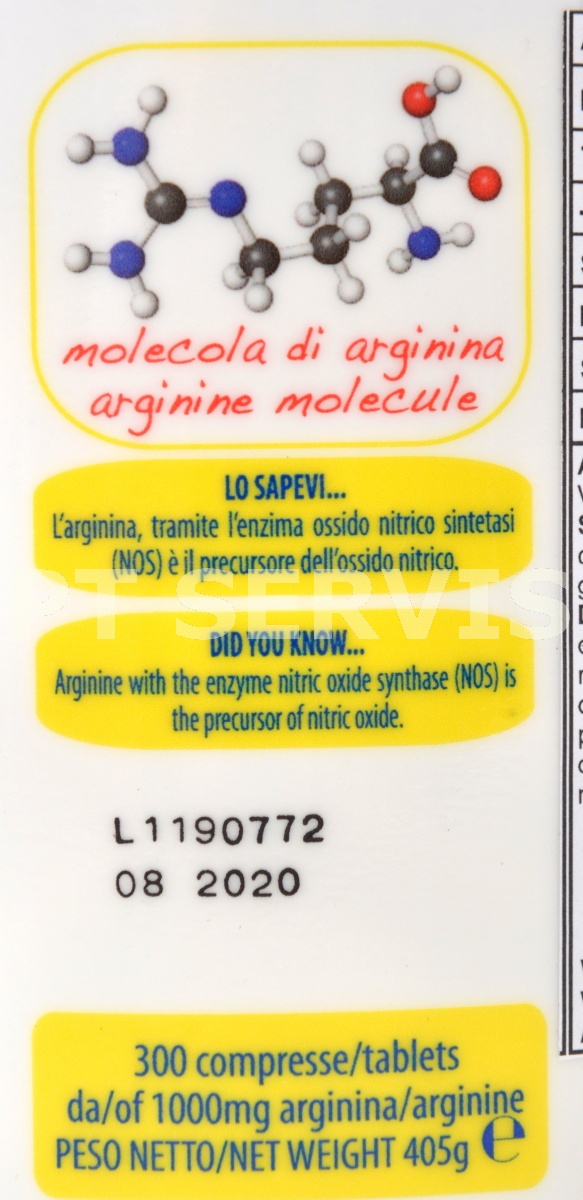 molecola di arginina
arginine molecule
LO SAPEVI...
L'arginina, tramite l'enzima ossido nitrico sintetasi
(NOS) è il precursore dell'ossido nitrico.
PT SERVIS
DID YOU KNOW...
Arginine with the enzyme nitric oxide synthase (NOS) is
the precursor of nitric oxide.
L1190772
08 2020
300 compresse/tablets
da/of 1000mg arginina/arginine
PESO NETTO/NET WEIGHT 405g ℮